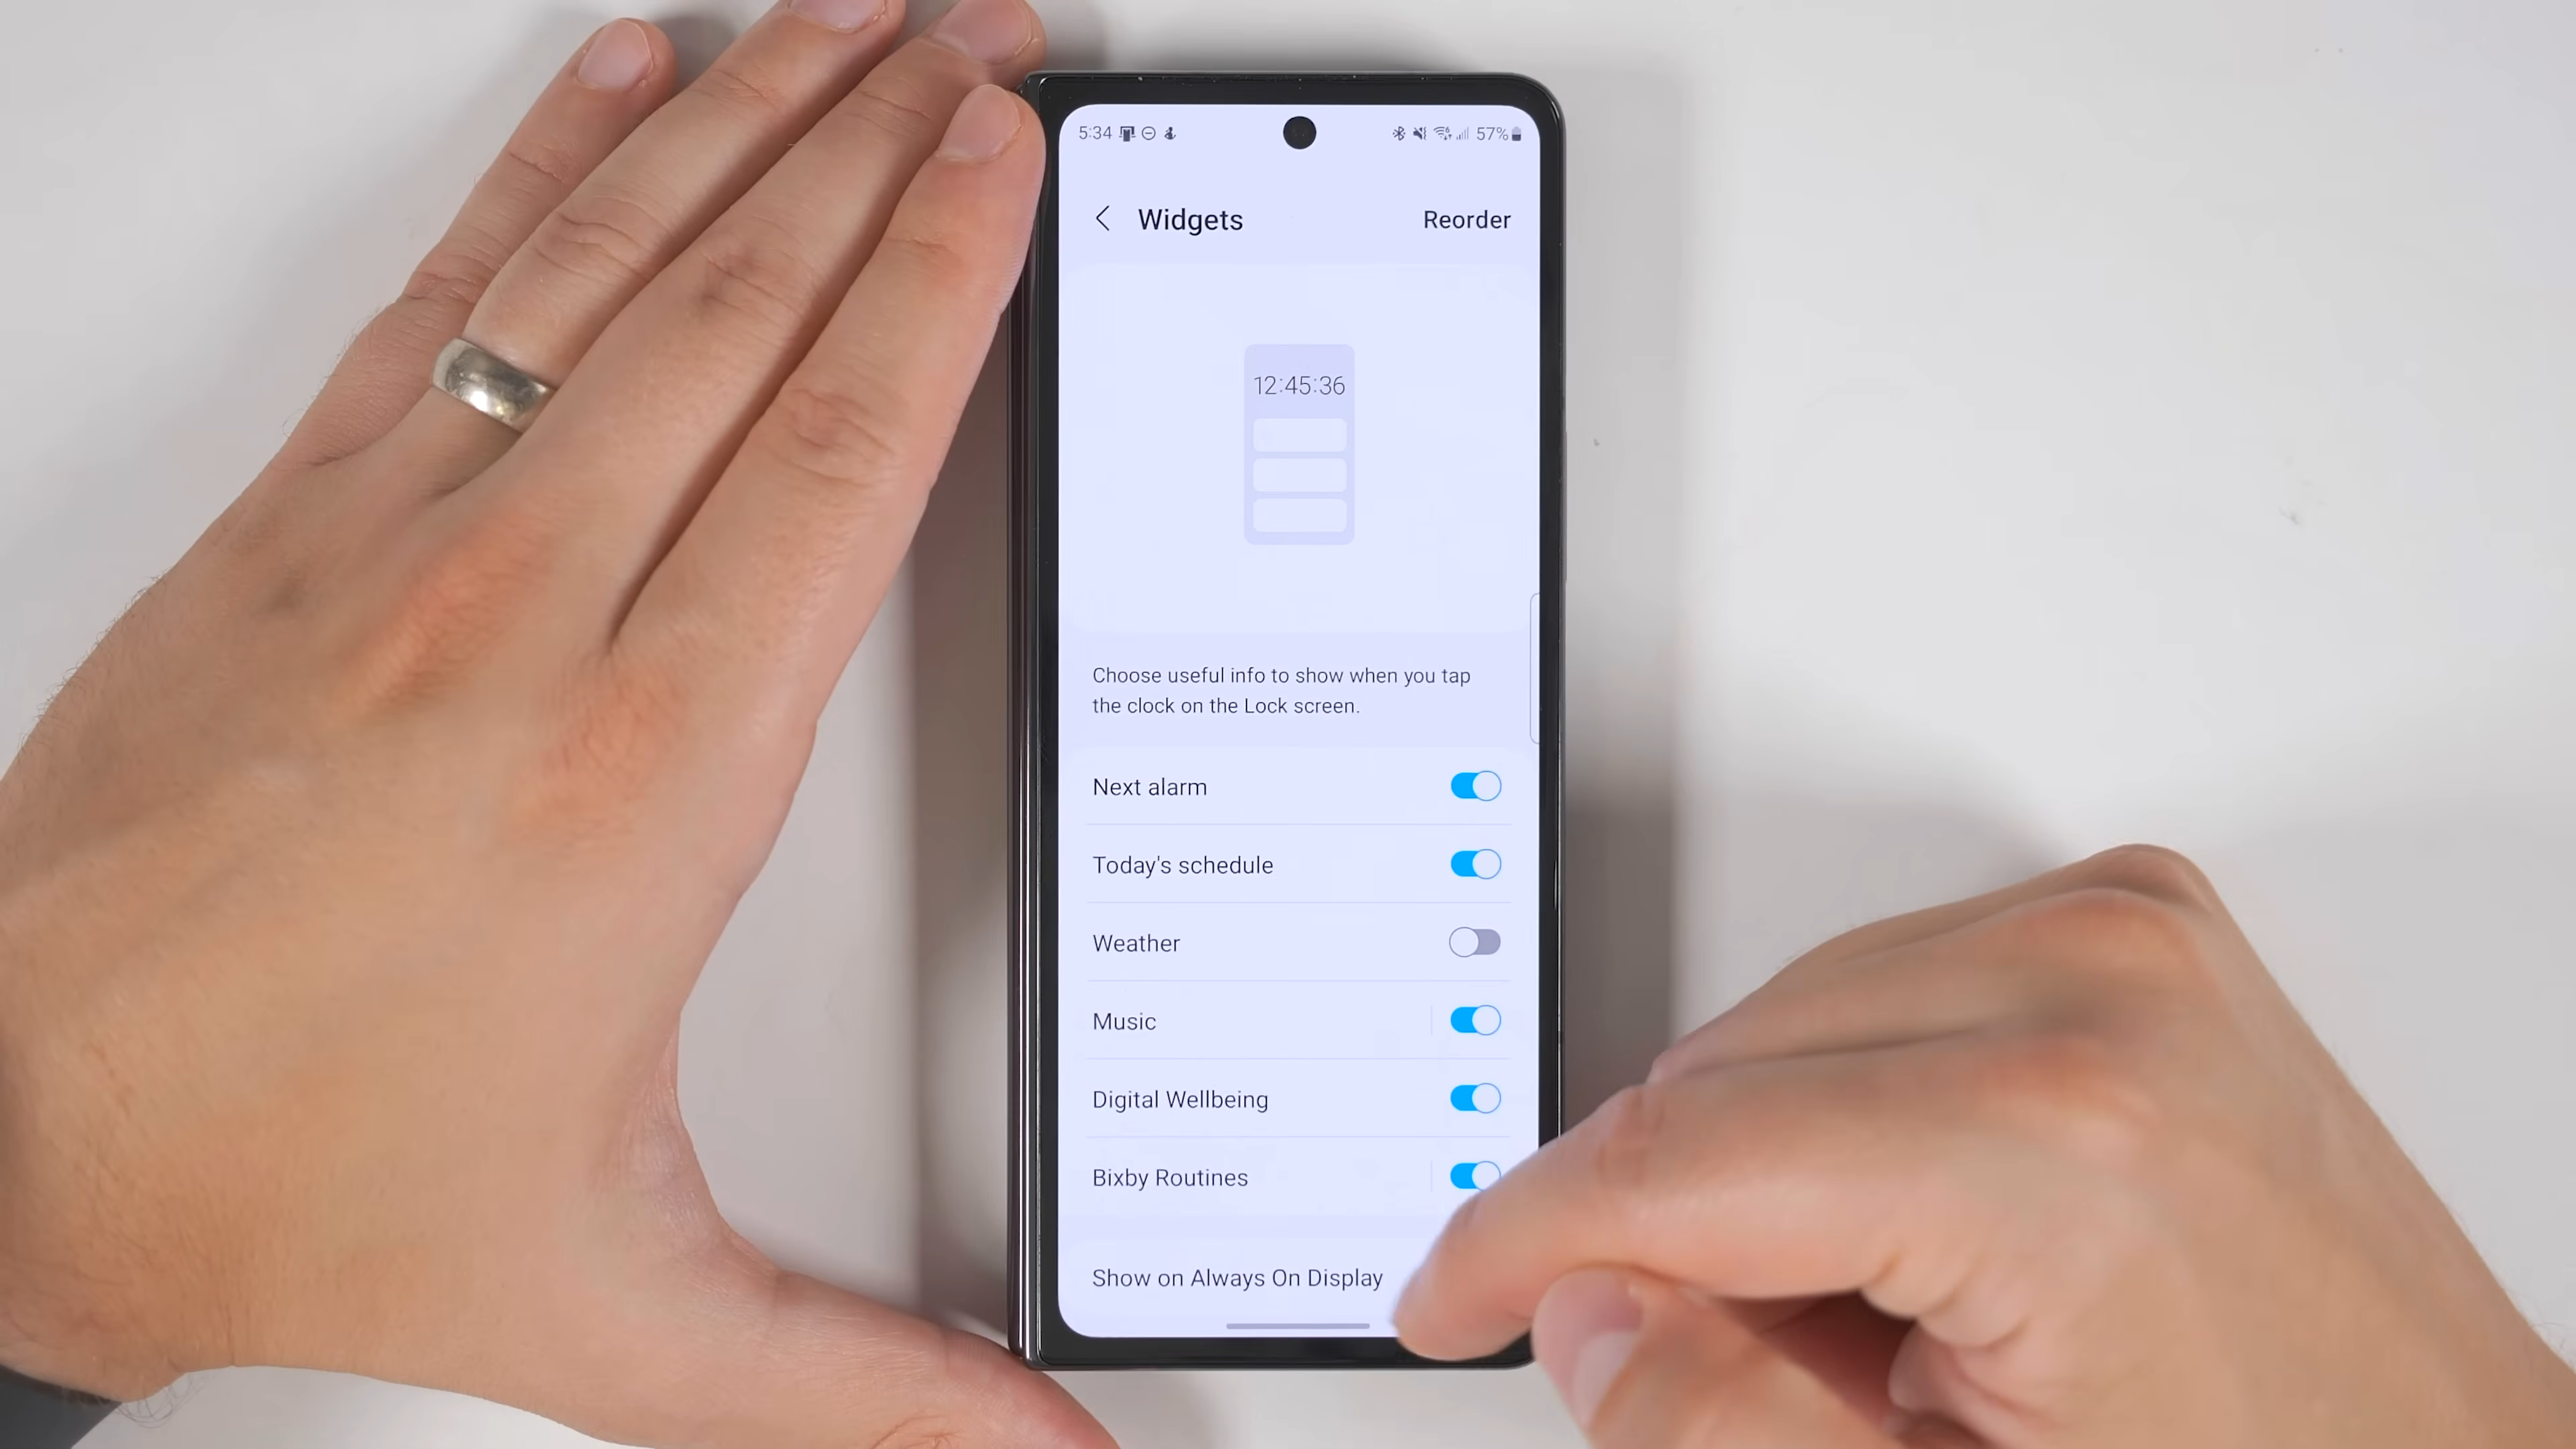 5:34 57%
Widgets Reorder
12:45:36
Choose useful info to show when you tap
the clock on the Lock screen.
Next alarm
Today's schedule
Weather
Music
Digital Wellbeing
Bixby Routines
Show on Always On Display